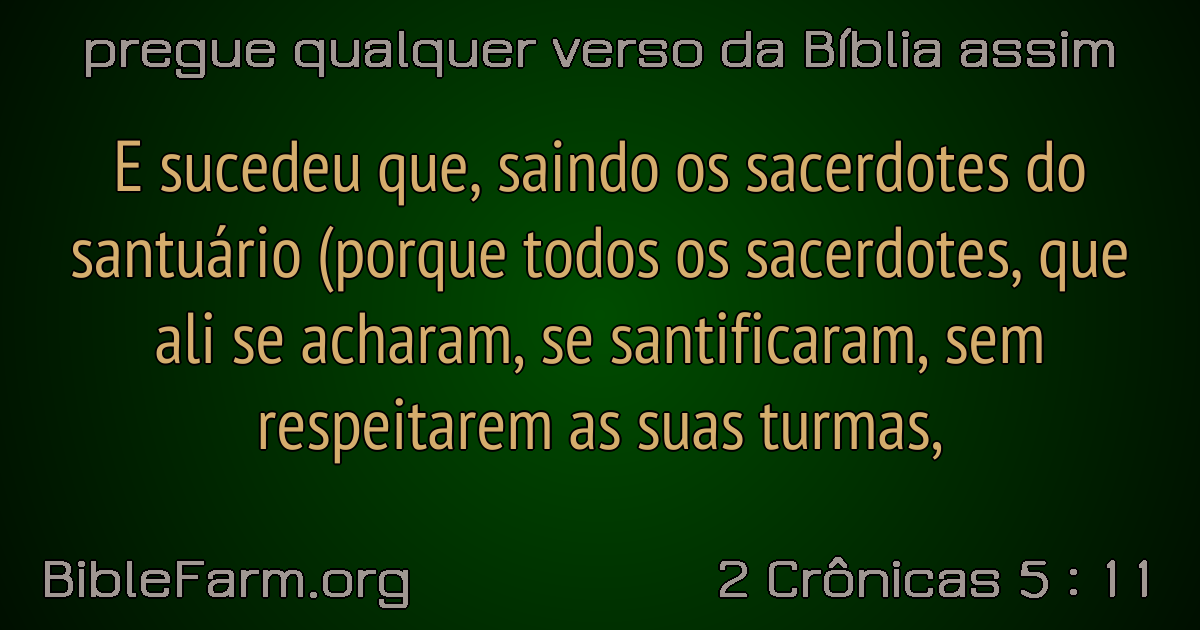 pregue qualquer verso da Bíblia assim
E sucedeu que, saindo os sacerdotes do
santuário (porque todos os sacerdotes, que
ali se acharam, se santificaram, sem
respeitarem as suas turmas,
BibleFarm.org
2 Crônicas 5 : 11